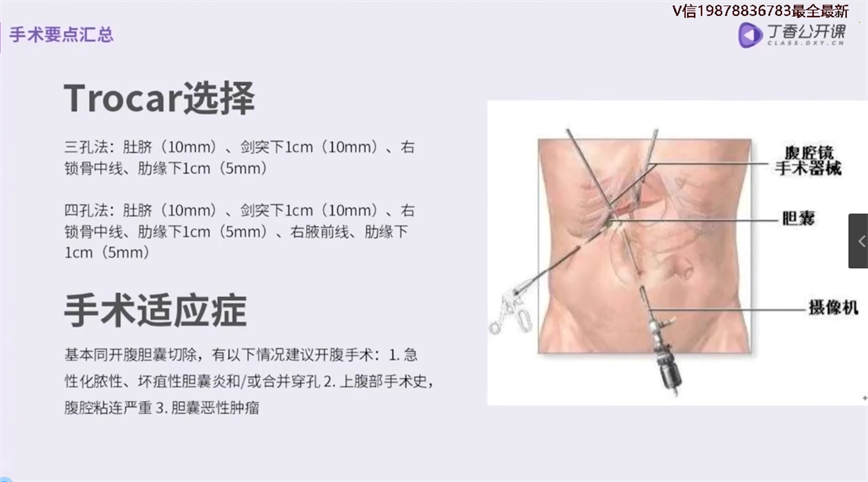 V信19878836783最全最新
手术要点汇总
丁香公开课
CLASS.DXY.CN
Trocar选择
三孔法：肚脐（10mm）、剑突下1cm（10mm）、右
锁骨中线、肋缘下1cm（5mm）
四孔法：肚脐（10mm）、剑突下1cm（10mm）、右
锁骨中线、肋缘下1cm（5mm）、右腋前线、肋缘下
1cm（5mm）
手术适应症
基本同开腹胆囊切除，有以下情况建议开腹手术：1. 急
性化脓性、坏疽性胆囊炎和/或合并穿孔 2. 上腹部手术史，
腹腔粘连严重 3. 胆囊恶性肿瘤
腹腔镜
手术器械
胆囊
摄像机